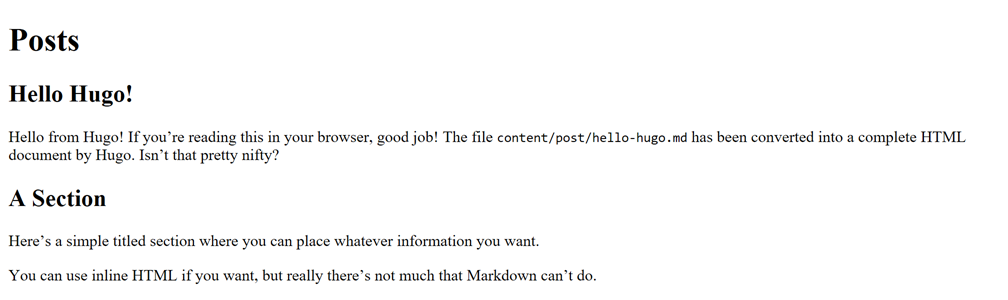 Posts
Hello Hugo!
Hello from Hugo! If you’re reading this in your browser, good job! The file content/post/hello-hugo.md has been converted into a complete HTML
document by Hugo. Isn’t that pretty nifty?
A Section
Here’s a simple titled section where you can place whatever information you want.
You can use inline HTML if you want, but really there’s not much that Markdown can’t do.